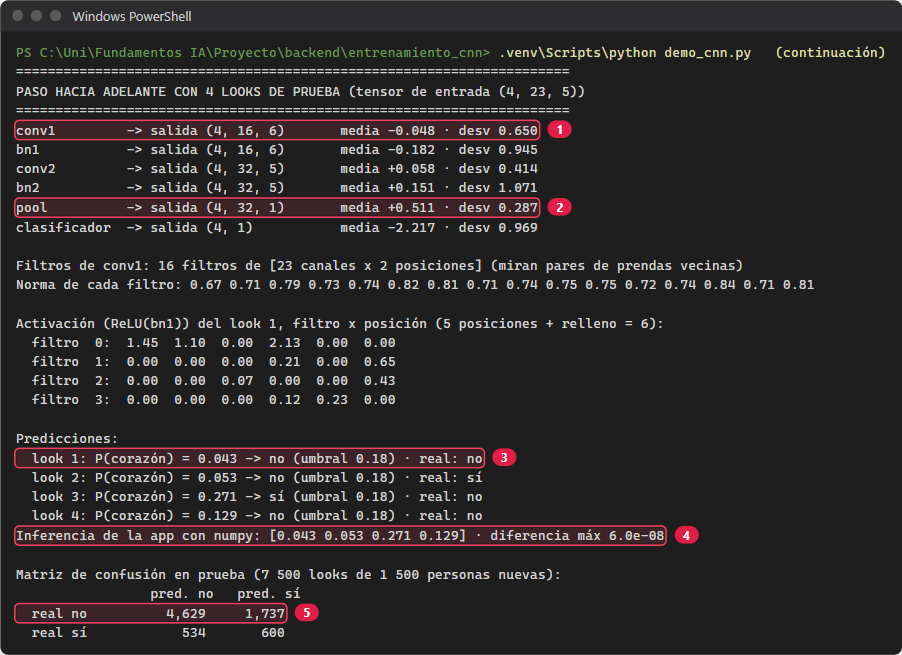 Windows PowerShell
PS C:\Uni\Fundamentos IA\Proyecto\backend\entrenamiento_cnn> .venv\Scripts\python demo_cnn.py (continuación)
======================================================================
PASO HACIA ADELANTE CON 4 LOOKS DE PRUEBA (tensor de entrada (4, 23, 5))
======================================================================
conv1 -> salida (4, 16, 6) media -0.048 · desv 0.650 1
bn1 -> salida (4, 16, 6) media -0.182 · desv 0.945
conv2 -> salida (4, 32, 5) media +0.058 · desv 0.414
bn2 -> salida (4, 32, 5) media +0.151 · desv 1.071
pool -> salida (4, 32, 1) media +0.511 · desv 0.287 2
clasificador -> salida (4, 1) media -2.217 · desv 0.969
Filtros de conv1: 16 filtros de [23 canales x 2 posiciones] (miran pares de prendas vecinas)
Norma de cada filtro: 0.67 0.71 0.79 0.73 0.74 0.82 0.81 0.71 0.74 0.75 0.75 0.72 0.74 0.84 0.71 0.81
Activación (ReLU(bn1)) del look 1, filtro x posición (5 posiciones + relleno = 6):
filtro 0: 1.45 1.10 0.00 2.13 0.00 0.00
filtro 1: 0.00 0.00 0.00 0.21 0.00 0.65
filtro 2: 0.00 0.00 0.07 0.00 0.00 0.43
filtro 3: 0.00 0.00 0.00 0.12 0.23 0.00
Predicciones:
look 1: P(corazón) = 0.043 -> no (umbral 0.18) · real: no 3
look 2: P(corazón) = 0.053 -> no (umbral 0.18) · real: sí
look 3: P(corazón) = 0.271 -> sí (umbral 0.18) · real: no
look 4: P(corazón) = 0.129 -> no (umbral 0.18) · real: no
Inferencia de la app con numpy: [0.043 0.053 0.271 0.129] · diferencia máx 6.0e-08 4
Matriz de confusión en prueba (7 500 looks de 1 500 personas nuevas):
pred. no pred. sí
real no 4,629 1,737 5
real sí 534 600